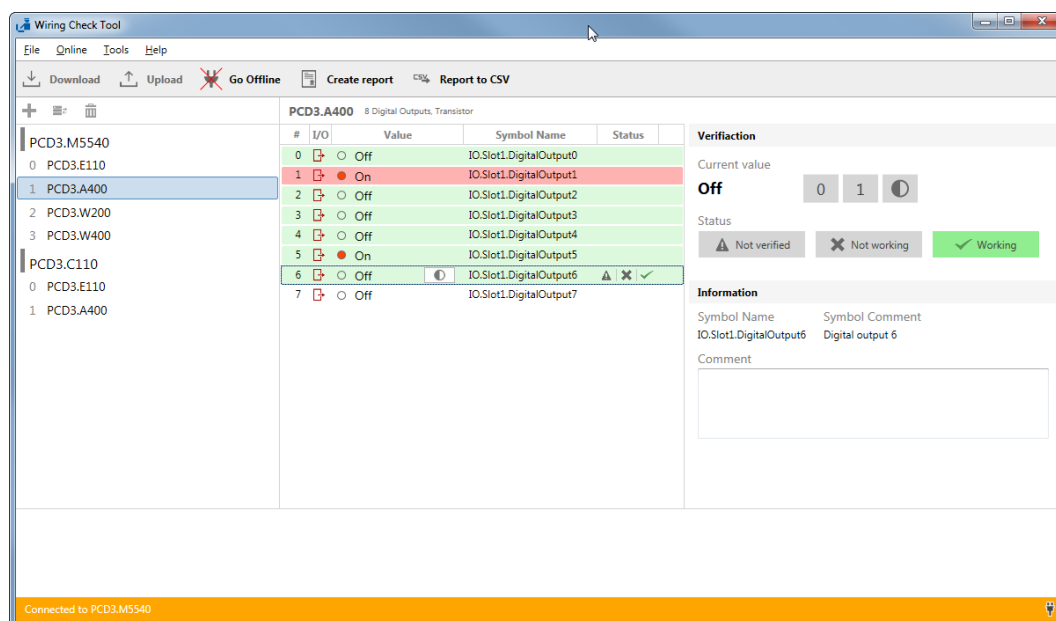 Wiring Check Tool
File Online Tools Help
Download Upload Go Offline Create report CSV Report to CSV
PCD3.M5540
0 PCD3.E110
1 PCD3.A400
2 PCD3.W200
3 PCD3.W400
PCD3.C110
0 PCD3.E110
1 PCD3.A400
PCD3.A400 8 Digital Outputs, Transistor
# I/O Value Symbol Name Status
0 Off IO.Slot1.DigitalOutput0
1 On IO.Slot1.DigitalOutput1
2 Off IO.Slot1.DigitalOutput2
3 Off IO.Slot1.DigitalOutput3
4 Off IO.Slot1.DigitalOutput4
5 On IO.Slot1.DigitalOutput5
6 Off IO.Slot1.DigitalOutput6
7 Off IO.Slot1.DigitalOutput7
Verifiaction
Current value
Off 0 1
Status
Not verified Not working Working
Information
Symbol Name Symbol Comment
IO.Slot1.DigitalOutput6 Digital output 6
Comment
Connected to PCD3.M5540